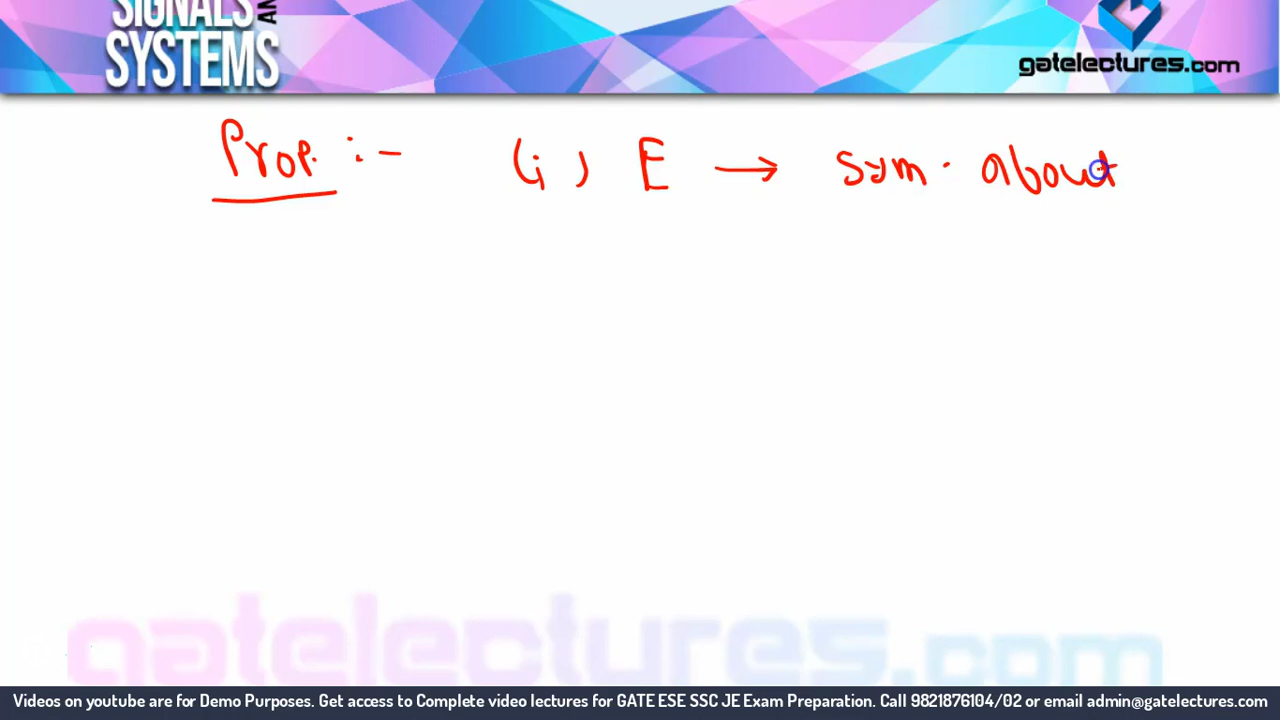 SIGNALS AND
SYSTEMS
gatelectures.com
Prop. :- (i) E → Sym. about
gatelectures.com
Videos on youtube are for Demo Purposes. Get access to Complete video lectures for GATE ESE SSC JE Exam Preparation. Call 9821876104/02 or email admin@gatelectures.com